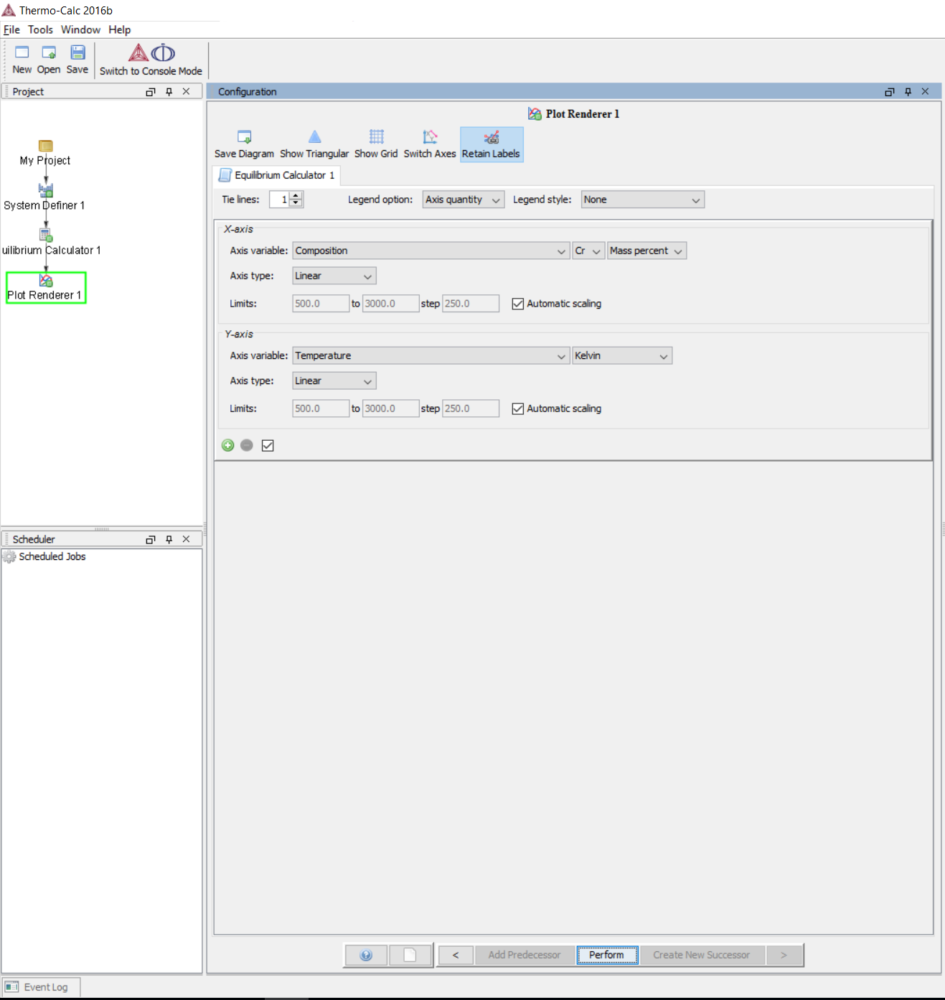 Thermo-Calc 2016b
File Tools Window Help
New Open Save Switch to Console Mode
Project
My Project
System Definer 1
uilibrium Calculator 1
Plot Renderer 1
Scheduler
Scheduled Jobs
Configuration
Plot Renderer 1
Save Diagram Show Triangular Show Grid Switch Axes Retain Labels
Equilibrium Calculator 1
Tie lines: 1 Legend option: Axis quantity Legend style: None
X-axis
Axis variable: Composition Cr Mass percent
Axis type: Linear
Limits: 500.0 to 3000.0 step 250.0 Automatic scaling
Y-axis
Axis variable: Temperature Kelvin
Axis type: Linear
Limits: 500.0 to 3000.0 step 250.0 Automatic scaling
< Add Predecessor Perform Create New Successor >
Event Log